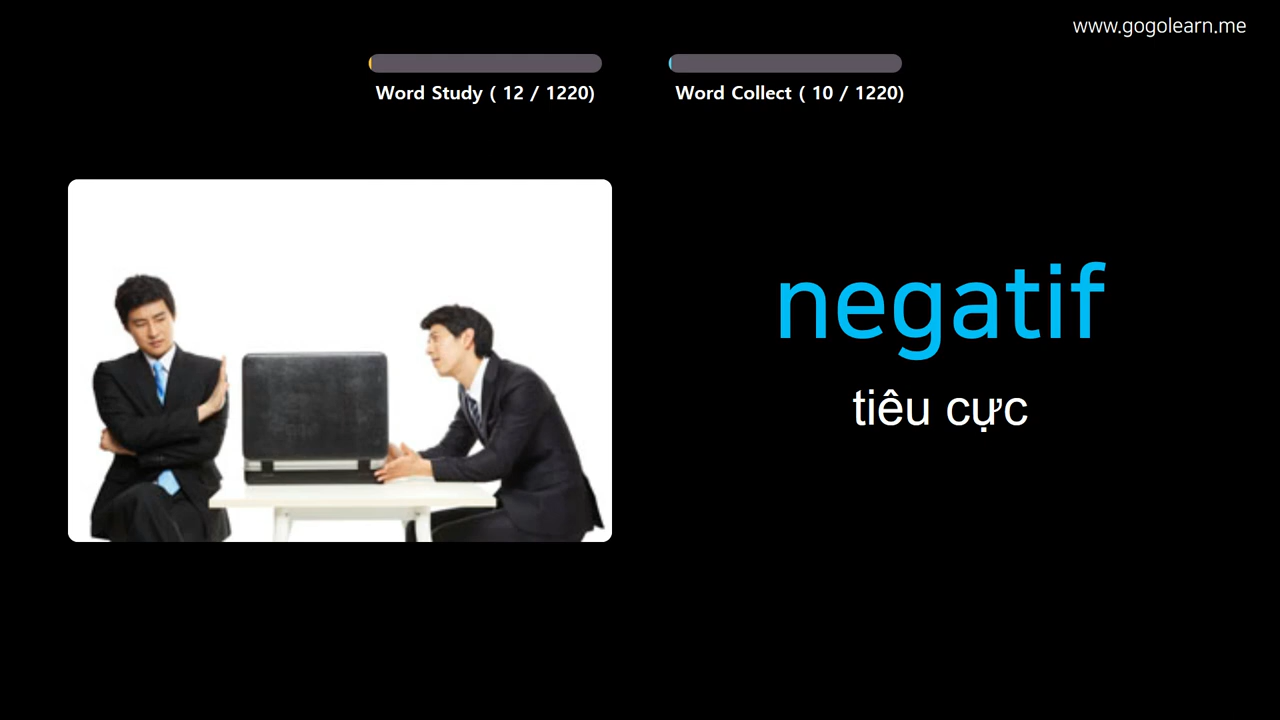 www.gogolearn.me
Word Study ( 12 / 1220)
Word Collect ( 10 / 1220)
negatif
tiêu cực